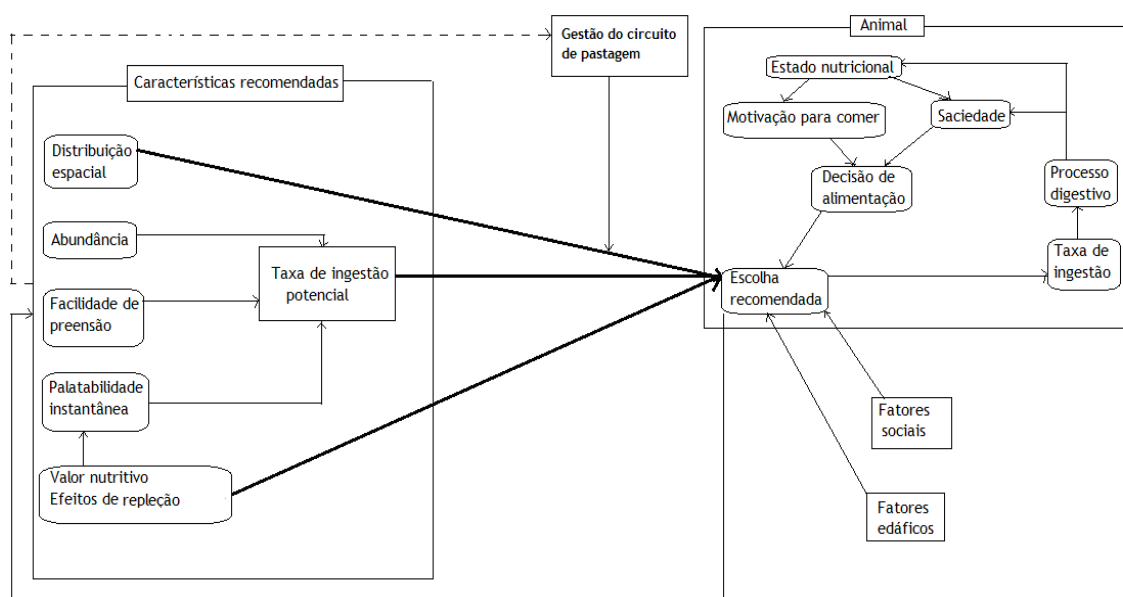 Gestão do circuito
de pastagem
Animal
Características recomendadas
Estado nutricional
Motivação para comer
Saciedade
Distribuição
espacial
Decisão de
alimentação
Processo
digestivo
Abundância
Taxa de ingestão
potencial
Taxa de
ingestão
Escolha
recomendada
Facilidade de
preensão
Palatabilidade
instantânea
Fatores
sociais
Valor nutritivo
Efeitos de repleção
Fatores
edáficos